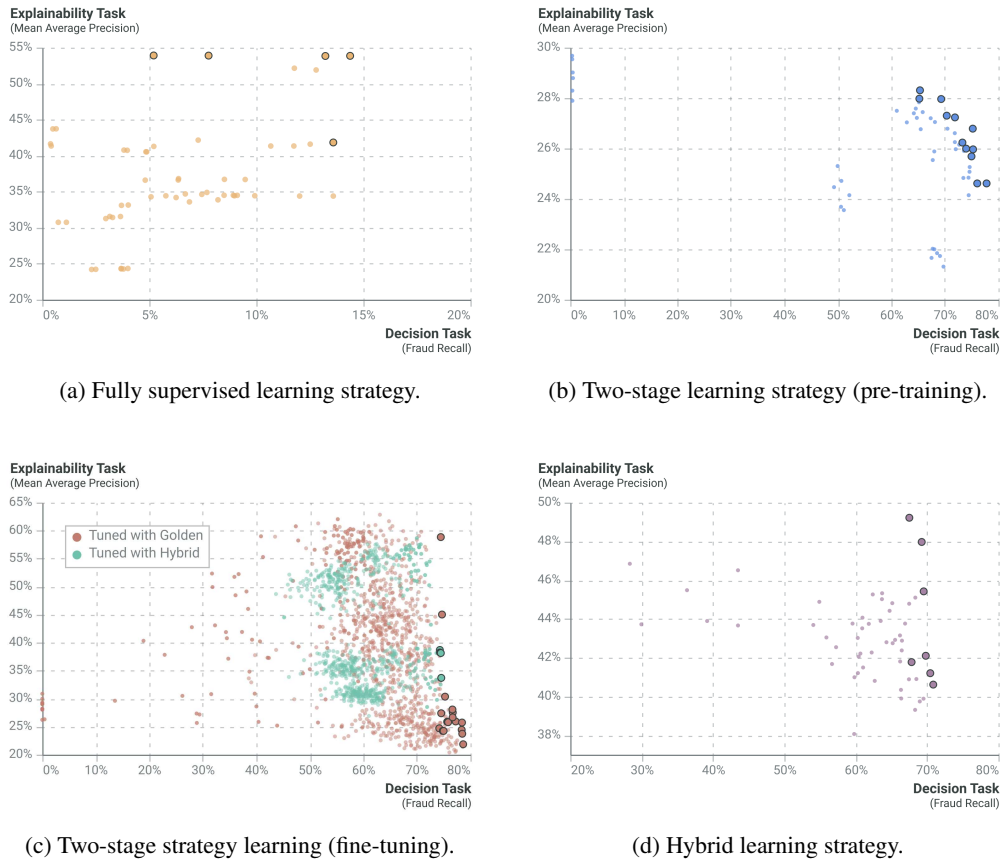 Explainability Task
(Mean Average Precision)
55%
50%
45%
40%
35%
30%
25%
20%
0%
5%
10%
15%
20%
Decision Task
(Fraud Recall)
(a) Fully supervised learning strategy.
Explainability Task
(Mean Average Precision)
30%
28%
26%
24%
22%
20%
0%
10%
20%
30%
40%
50%
60%
70%
80%
Decision Task
(Fraud Recall)
(b) Two-stage learning strategy (pre-training).
Explainability Task
(Mean Average Precision)
65%
60%
55%
50%
45%
40%
35%
30%
25%
20%
Tuned with Golden
Tuned with Hybrid
0%
10%
20%
30%
40%
50%
60%
70%
80%
Decision Task
(Fraud Recall)
(c) Two-stage strategy learning (fine-tuning).
Explainability Task
(Mean Average Precision)
50%
48%
46%
44%
42%
40%
38%
20%
30%
40%
50%
60%
70%
80%
Decision Task
(Fraud Recall)
(d) Hybrid learning strategy.